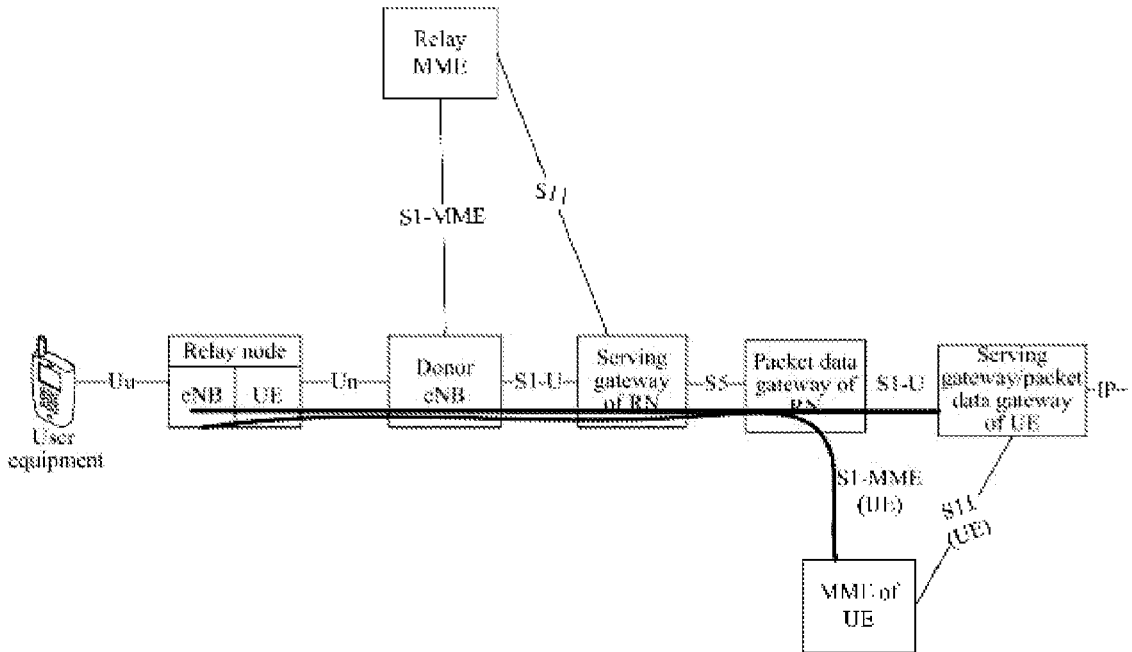 Relay
MME
S1-MME
S11
Relay node
eNB
UE
Donor
eNB
Serving
gateway
of RN
Packet data
gateway of
RN
Serving
gateway/packet
data gateway
of UE
Uu
Un
S1-U
S5
S1-U
IP
User
equipment
S1-MME
(UE)
S11
(UE)
MME of
UE